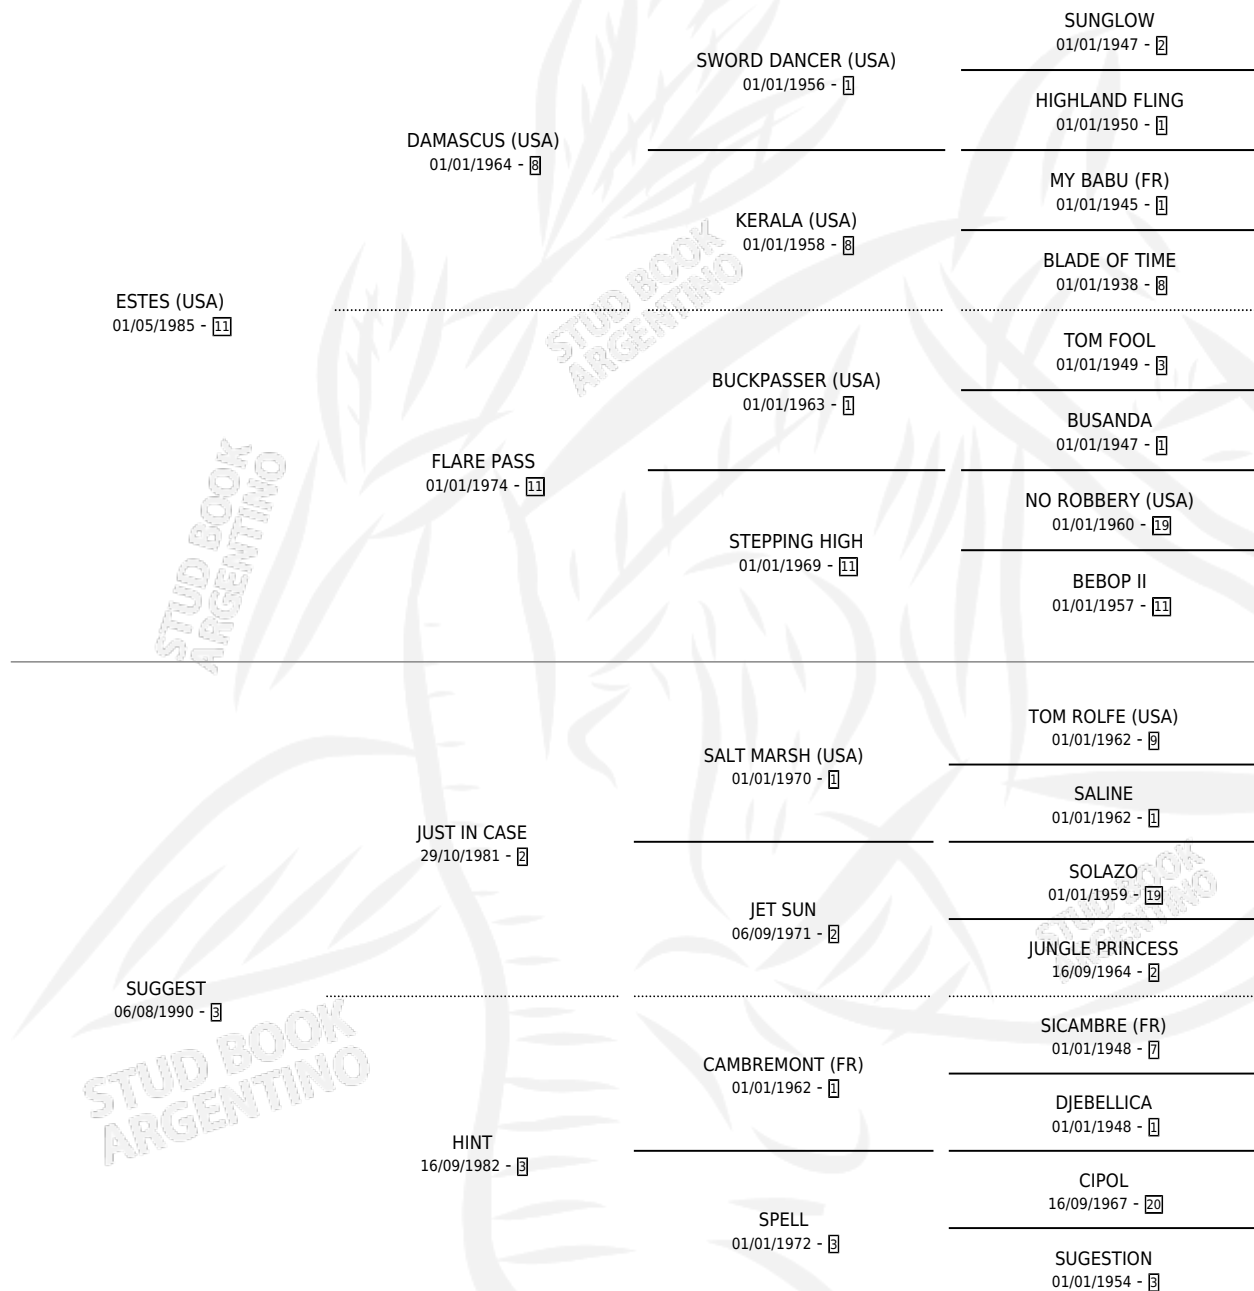 SUNGLOW
01/01/1947 - 2
SWORD DANCER (USA)
01/01/1956 - 1
HIGHLAND FLING
01/01/1950 - 1
DAMASCUS (USA)
01/01/1964 - 8
MY BABU (FR)
01/01/1945 - 1
KERALA (USA)
01/01/1958 - 8
BLADE OF TIME
01/01/1938 - 8
ESTES (USA)
01/05/1985 - 11
STUD BOOK
ARGENTINO
TOM FOOL
01/01/1949 - 3
BUCKPASSER (USA)
01/01/1963 - 1
BUSANDA
01/01/1947 - 1
FLARE PASS
01/01/1974 - 11
NO ROBBERY (USA)
01/01/1960 - 19
STEPPING HIGH
01/01/1969 - 11
BEBOP II
01/01/1957 - 11
STUD BOOK
ARGENTINO
TOM ROLFE (USA)
01/01/1962 - 9
SALT MARSH (USA)
01/01/1970 - 1
SALINE
01/01/1962 - 1
JUST IN CASE
29/10/1981 - 2
SOLAZO
01/01/1959 - 19
STUD BOOK
ARGENTINO
JET SUN
06/09/1971 - 2
JUNGLE PRINCESS
16/09/1964 - 2
SUGGEST
06/08/1990 - 3
STUD BOOK
ARGENTINO
SICAMBRE (FR)
01/01/1948 - 7
CAMBREMONT (FR)
01/01/1962 - 1
DJEBELLICA
01/01/1948 - 1
HINT
16/09/1982 - 3
CIPOL
16/09/1967 - 20
SPELL
01/01/1972 - 3
SUGESTION
01/01/1954 - 3